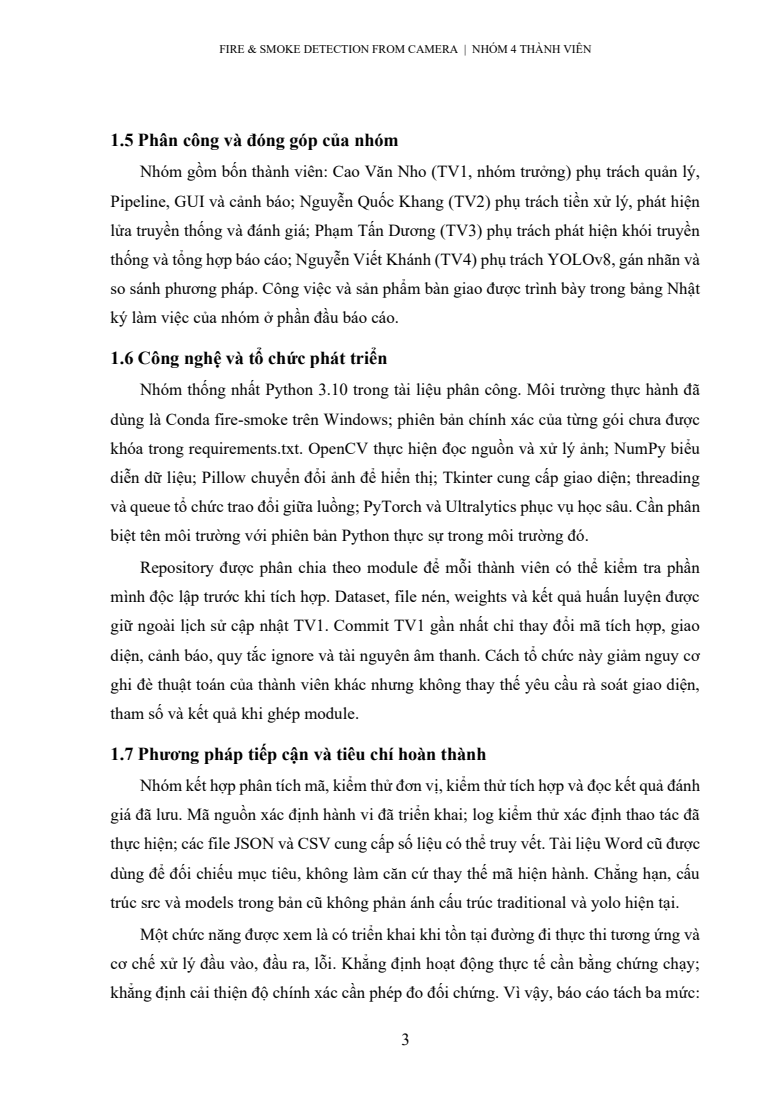 FIRE & SMOKE DETECTION FROM CAMERA | NHÓM 4 THÀNH VIÊN
1.5 Phân công và đóng góp của nhóm
Nhóm gồm bốn thành viên: Cao Văn Nho (TV1, nhóm trưởng) phụ trách quản lý,
Pipeline, GUI và cảnh báo; Nguyễn Quốc Khang (TV2) phụ trách tiền xử lý, phát hiện
lửa truyền thống và đánh giá; Phạm Tấn Dương (TV3) phụ trách phát hiện khói truyền
thống và tổng hợp báo cáo; Nguyễn Viết Khánh (TV4) phụ trách YOLOv8, gán nhãn và
so sánh phương pháp. Công việc và sản phẩm bàn giao được trình bày trong bảng Nhật
ký làm việc của nhóm ở phần đầu báo cáo.
1.6 Công nghệ và tổ chức phát triển
Nhóm thống nhất Python 3.10 trong tài liệu phân công. Môi trường thực hành đã
dùng là Conda fire-smoke trên Windows; phiên bản chính xác của từng gói chưa được
khóa trong requirements.txt. OpenCV thực hiện đọc nguồn và xử lý ảnh; NumPy biểu
diễn dữ liệu; Pillow chuyển đổi ảnh để hiển thị; Tkinter cung cấp giao diện; threading
và queue tổ chức trao đổi giữa luồng; PyTorch và Ultralytics phục vụ học sâu. Cần phân
biệt tên môi trường với phiên bản Python thực sự trong môi trường đó.
Repository được phân chia theo module để mỗi thành viên có thể kiểm tra phần
mình độc lập trước khi tích hợp. Dataset, file nén, weights và kết quả huấn luyện được
giữ ngoài lịch sử cập nhật TV1. Commit TV1 gần nhất chỉ thay đổi mã tích hợp, giao
diện, cảnh báo, quy tắc ignore và tài nguyên âm thanh. Cách tổ chức này giảm nguy cơ
ghi đè thuật toán của thành viên khác nhưng không thay thế yêu cầu rà soát giao diện,
tham số và kết quả khi ghép module.
1.7 Phương pháp tiếp cận và tiêu chí hoàn thành
Nhóm kết hợp phân tích mã, kiểm thử đơn vị, kiểm thử tích hợp và đọc kết quả đánh
giá đã lưu. Mã nguồn xác định hành vi đã triển khai; log kiểm thử xác định thao tác đã
thực hiện; các file JSON và CSV cung cấp số liệu có thể truy vết. Tài liệu Word cũ được
dùng để đối chiếu mục tiêu, không làm căn cứ thay thế mã hiện hành. Chẳng hạn, cấu
trúc src và models trong bản cũ không phản ánh cấu trúc traditional và yolo hiện tại.
Một chức năng được xem là có triển khai khi tồn tại đường đi thực thi tương ứng và
cơ chế xử lý đầu vào, đầu ra, lỗi. Khẳng định hoạt động thực tế cần bằng chứng chạy;
khẳng định cải thiện độ chính xác cần phép đo đối chứng. Vì vậy, báo cáo tách ba mức:
3